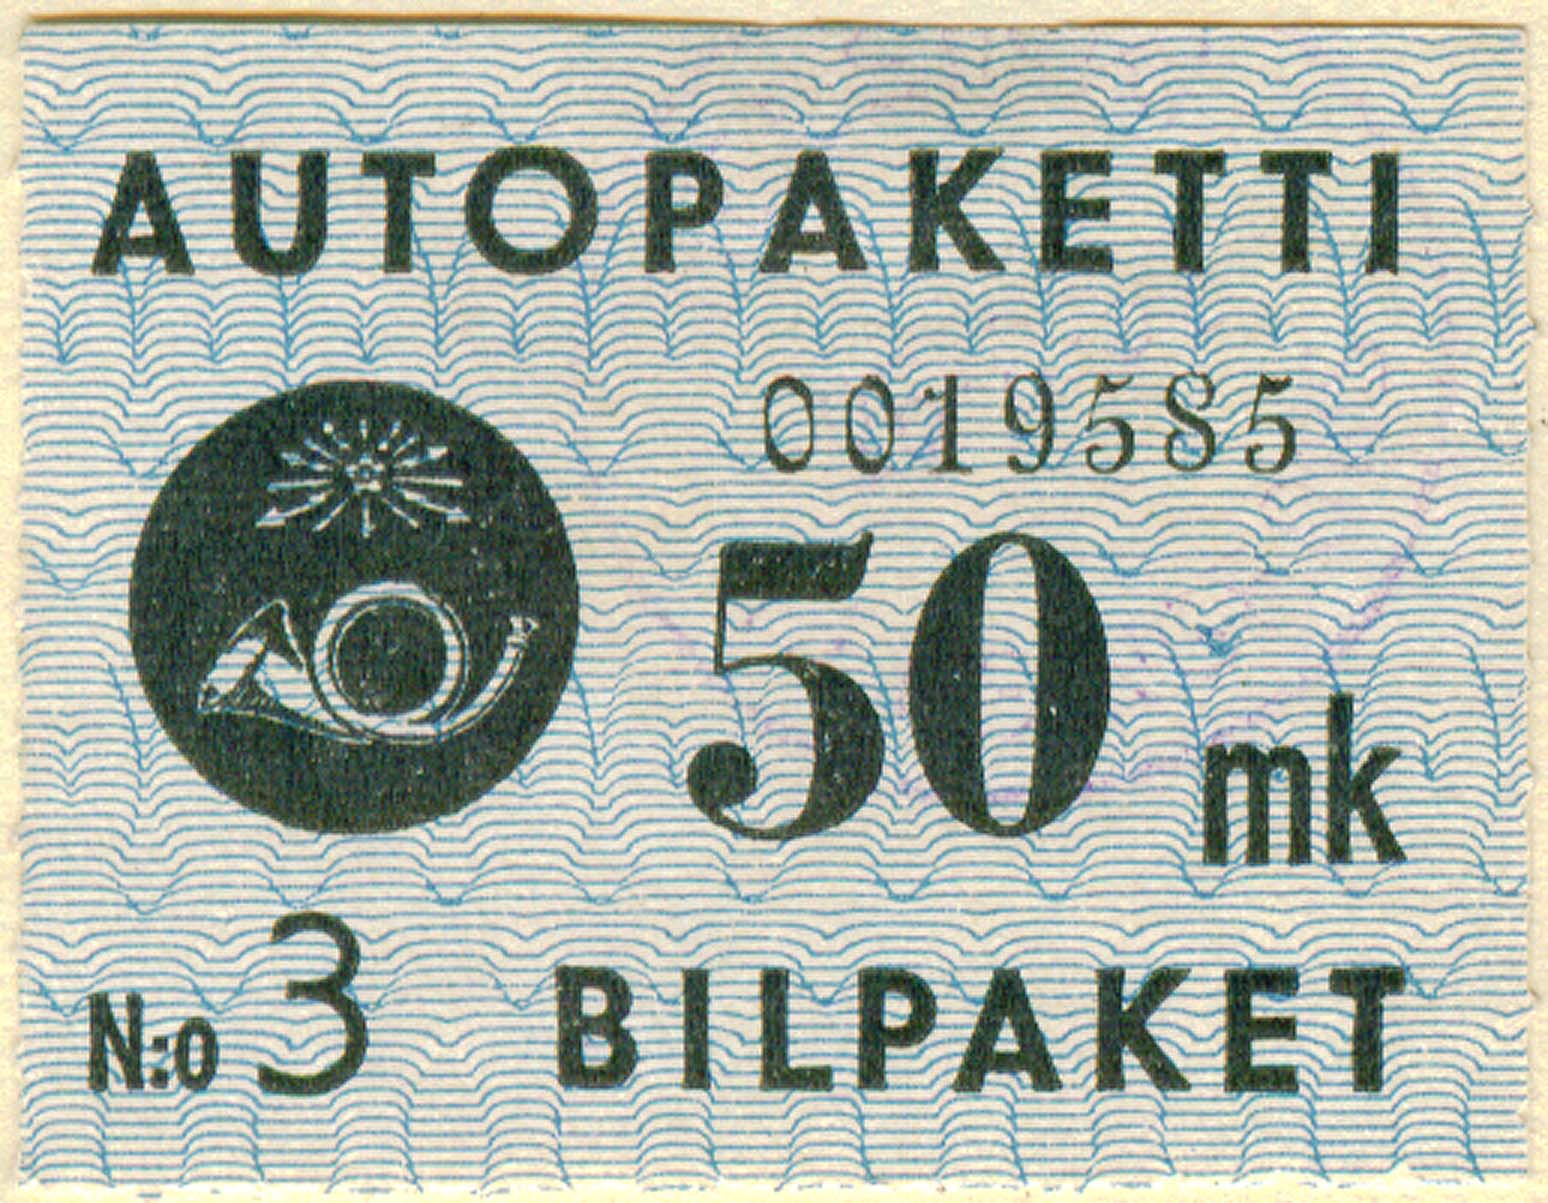 AUTOPAKETTI
0019585
50 mk
N:o 3 BILPAKET